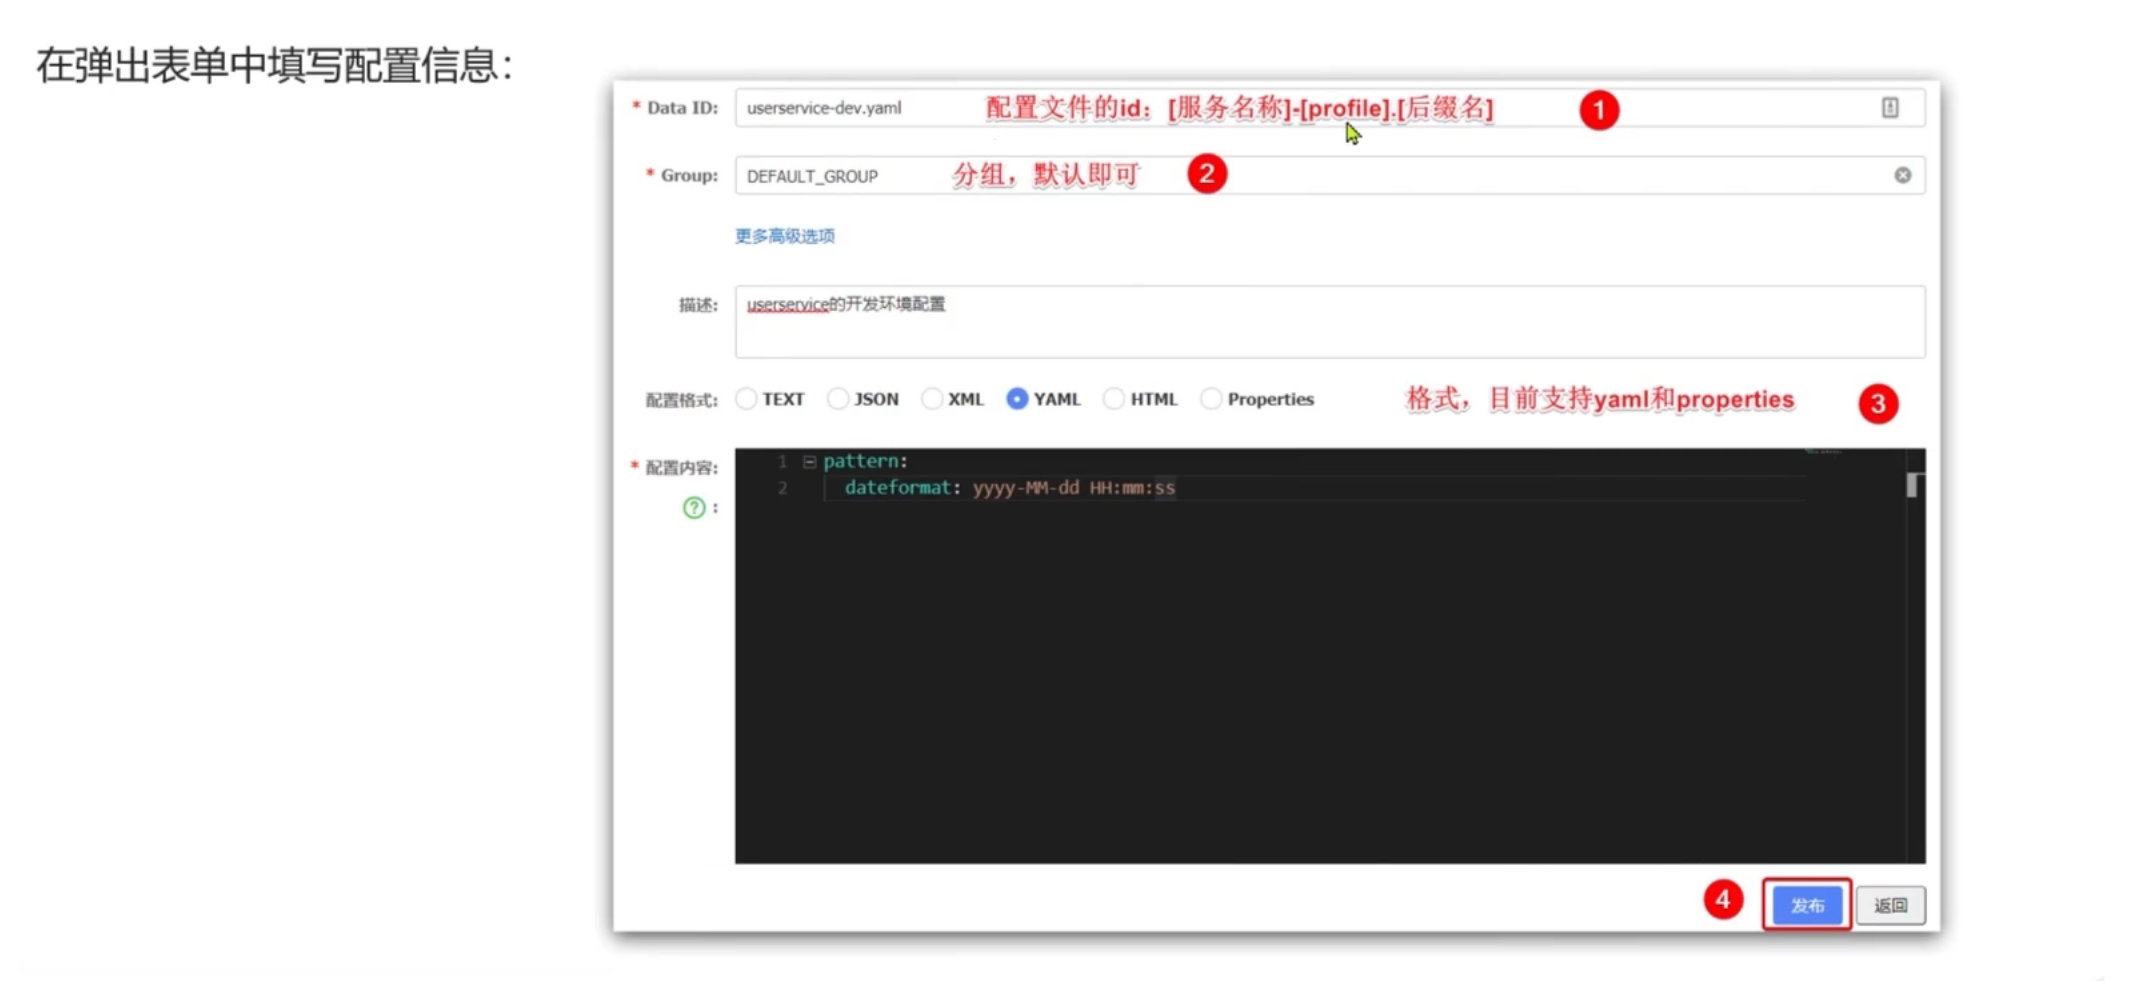 在弹出表单中填写配置信息：
* Data ID: userservice-dev.yaml 配置文件的id：[服务名称]-[profile].[后缀名] 1
* Group: DEFAULT_GROUP 分组，默认即可 2
更多高级选项
描述: userservice的开发环境配置
配置格式: TEXT JSON XML YAML HTML Properties 格式，目前支持yaml和properties 3
* 配置内容: 1 pattern:
? : 2 dateformat: yyyy-MM-dd HH:mm:ss
4 发布 返回